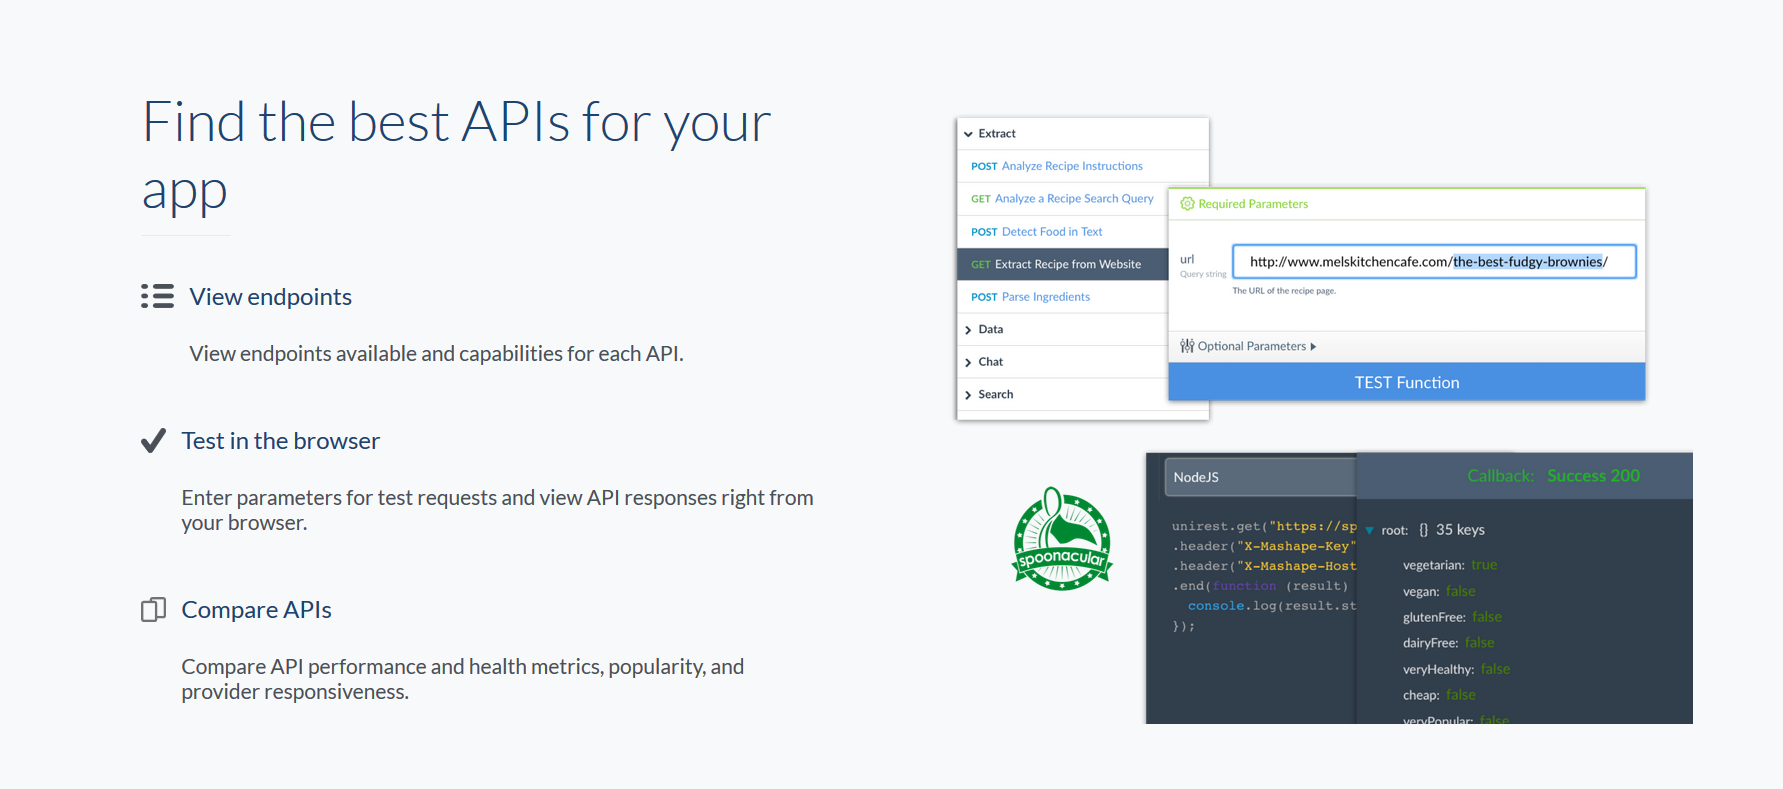 Find the best APIs for your
app
View endpoints
View endpoints available and capabilities for each API.
Test in the browser
Enter parameters for test requests and view API responses right from
your browser.
Compare APIs
Compare API performance and health metrics, popularity, and
provider responsiveness.
Extract
POST Analyze Recipe Instructions
GET Analyze a Recipe Search Query
POST Detect Food in Text
GET Extract Recipe from Website
POST Parse Ingredients
Data
Chat
Search
Required Parameters
url
Query string
http://www.melskitchencafe.com/the-best-fudgy-brownies/
The URL of the recipe page.
Optional Parameters
TEST Function
spoonacular
NodeJS
unirest.get("https://sp
.header("X-Mashape-Key"
.header("X-Mashape-Host
.end(function (result)
console.log(result.st
});
Callback: Success 200
root: {} 35 keys
vegetarian: true
vegan: false
glutenFree: false
dairyFree: false
veryHealthy: false
cheap: false
veryPopular: false